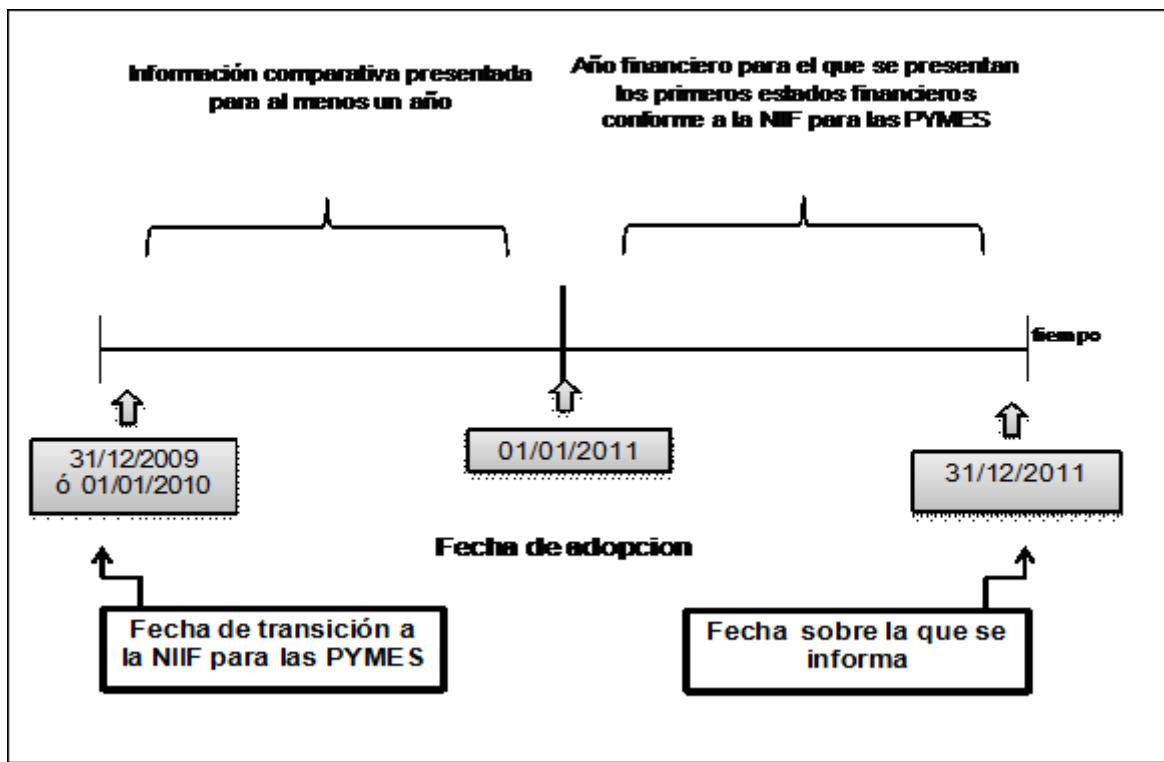 Información comparativa presentada
para al menos un año
Año financiero para el que se presentan
los primeros estados financieros
conforme a la NIIF para las PYMES
tiempo
31/12/2009
ó 01/01/2010
01/01/2011
31/12/2011
Fecha de adopcion
Fecha de transición a
la NIIF para las PYMES
Fecha sobre la que se
informa